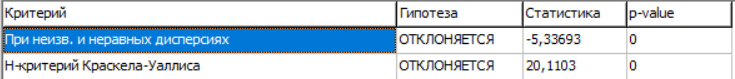 Критерий Гипотеза Статистика p-value
При неизв. и неравных дисперсиях ОТКЛОНЯЕТСЯ -5,33693 0
Н-критерий Краскела-Уаллиса ОТКЛОНЯЕТСЯ 20,1103 0